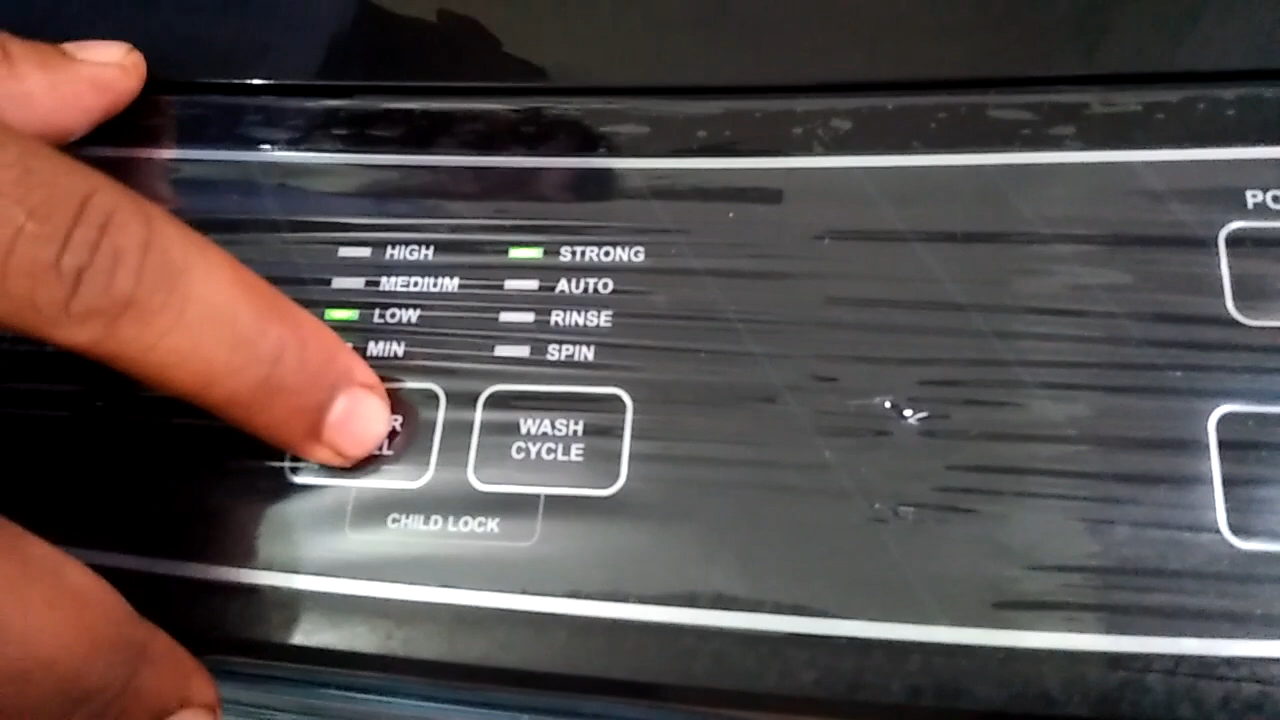 HIGH
MEDIUM
LOW
MIN
STRONG
AUTO
RINSE
SPIN
WASH
CYCLE
CHILD LOCK